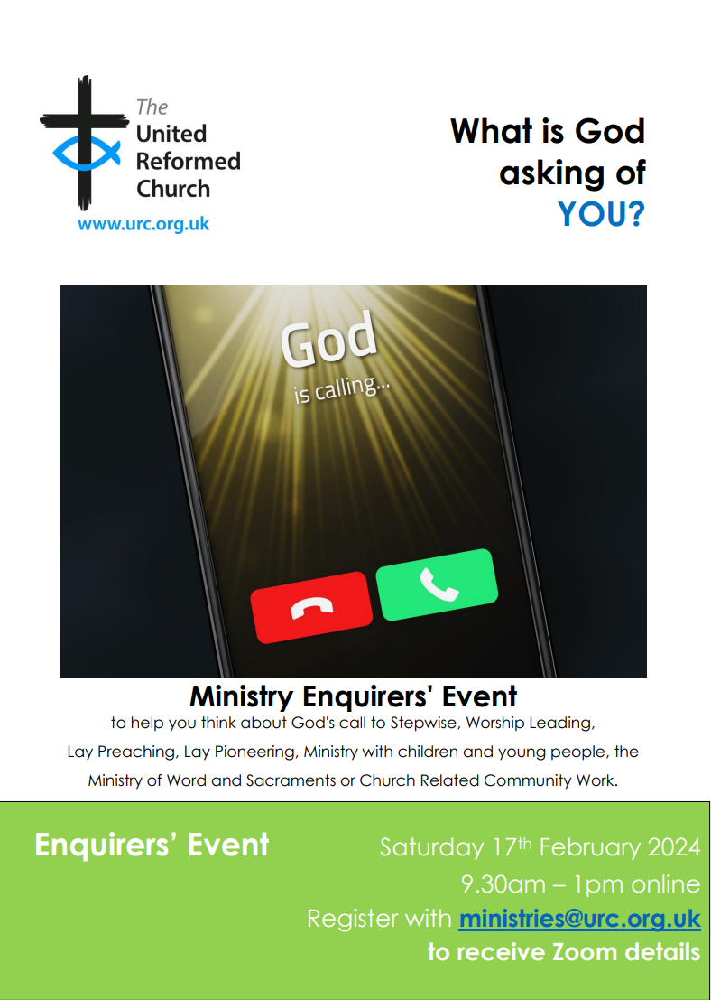 The
United
Reformed
Church
www.urc.org.uk
What is God
asking of
YOU?
God
is calling...
Ministry Enquirers' Event
to help you think about God's call to Stepwise, Worship Leading,
Lay Preaching, Lay Pioneering, Ministry with children and young people, the
Ministry of Word and Sacraments or Church Related Community Work.
Enquirers’ Event
Saturday 17th February 2024
9.30am – 1pm online
Register with ministries@urc.org.uk
to receive Zoom details